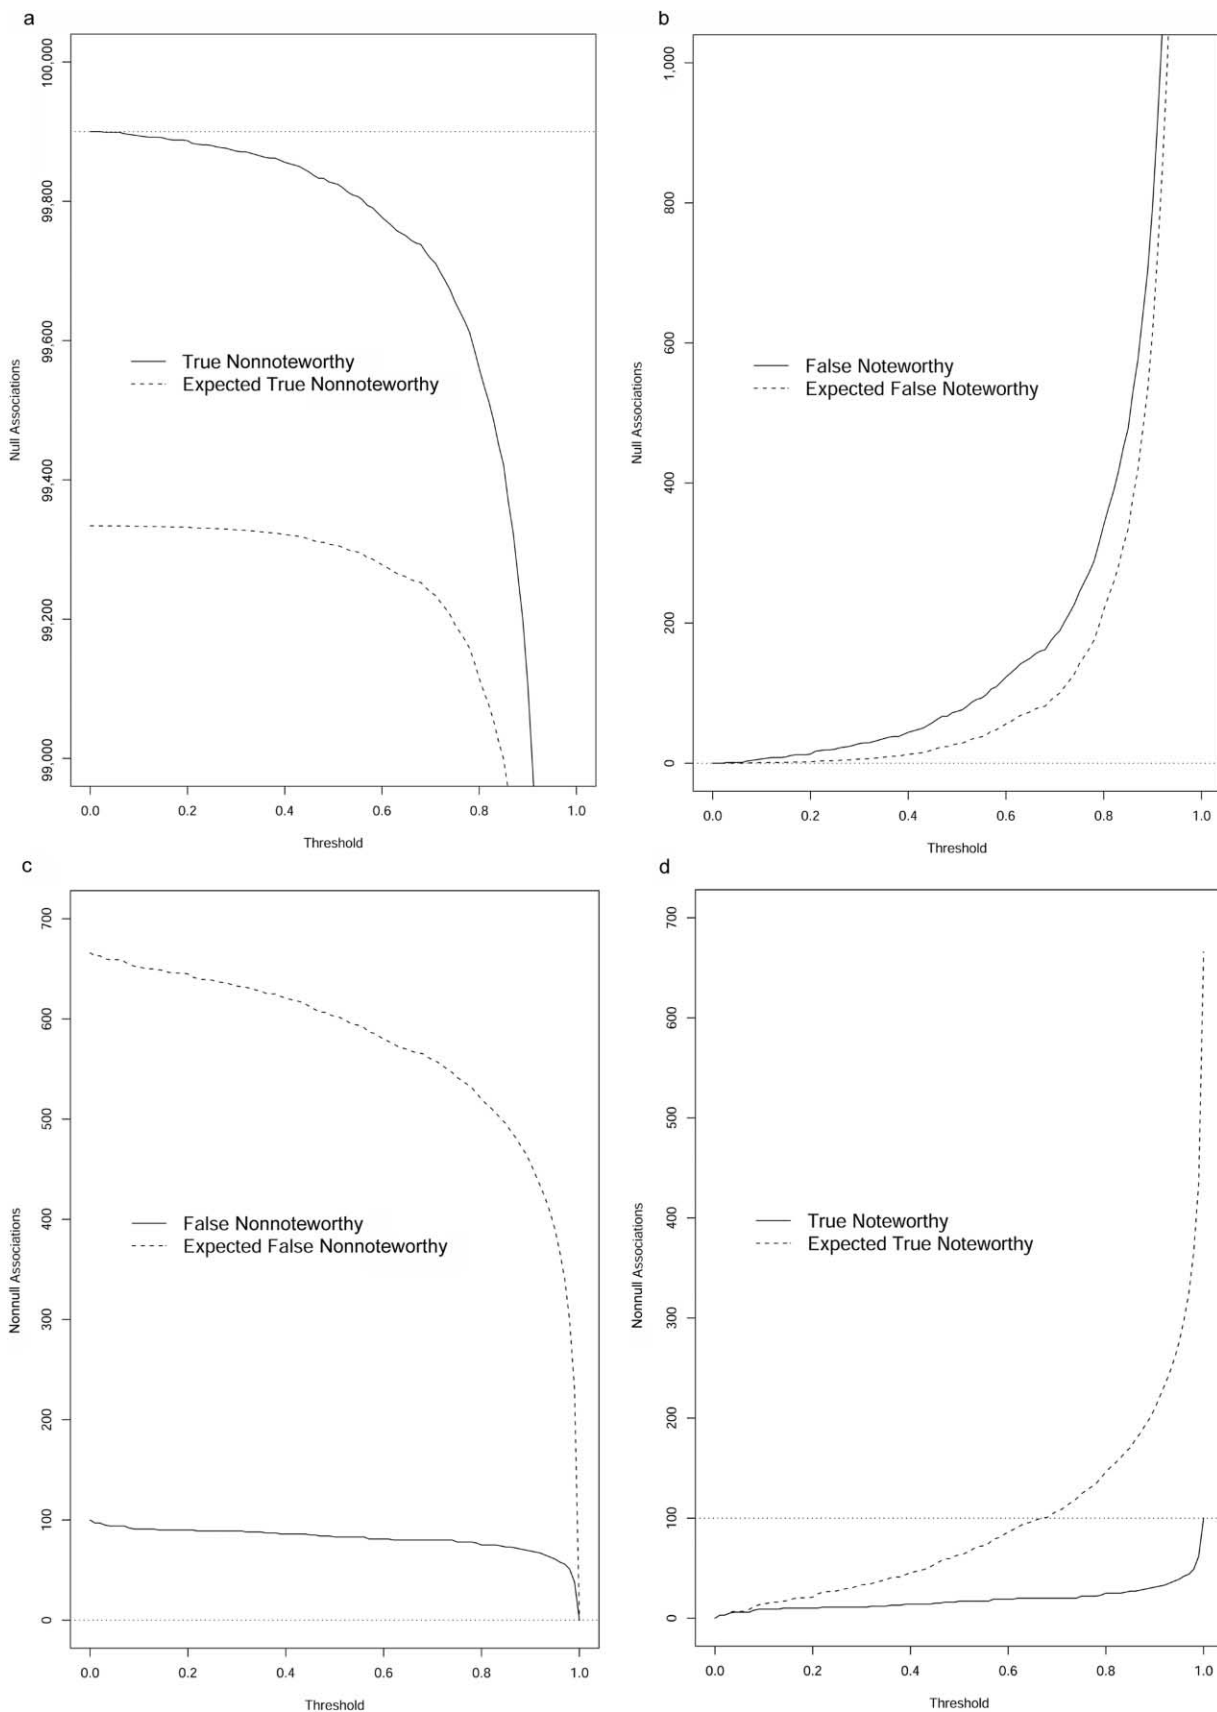 a
100,000
99,800
99,600
99,400
99,200
99,000
Null Associations
True Nonnoteworthy
Expected True Nonnoteworthy
0.0 0.2 0.4 0.6 0.8 1.0
Threshold
b
1,000
800
600
400
200
0
Null Associations
False Noteworthy
Expected False Noteworthy
0.0 0.2 0.4 0.6 0.8 1.0
Threshold
c
700
600
500
400
300
200
100
0
Nonnull Associations
False Nonnoteworthy
Expected False Nonnoteworthy
0.0 0.2 0.4 0.6 0.8 1.0
Threshold
d
700
600
500
400
300
200
100
0
Nonnull Associations
True Noteworthy
Expected True Noteworthy
0.0 0.2 0.4 0.6 0.8 1.0
Threshold